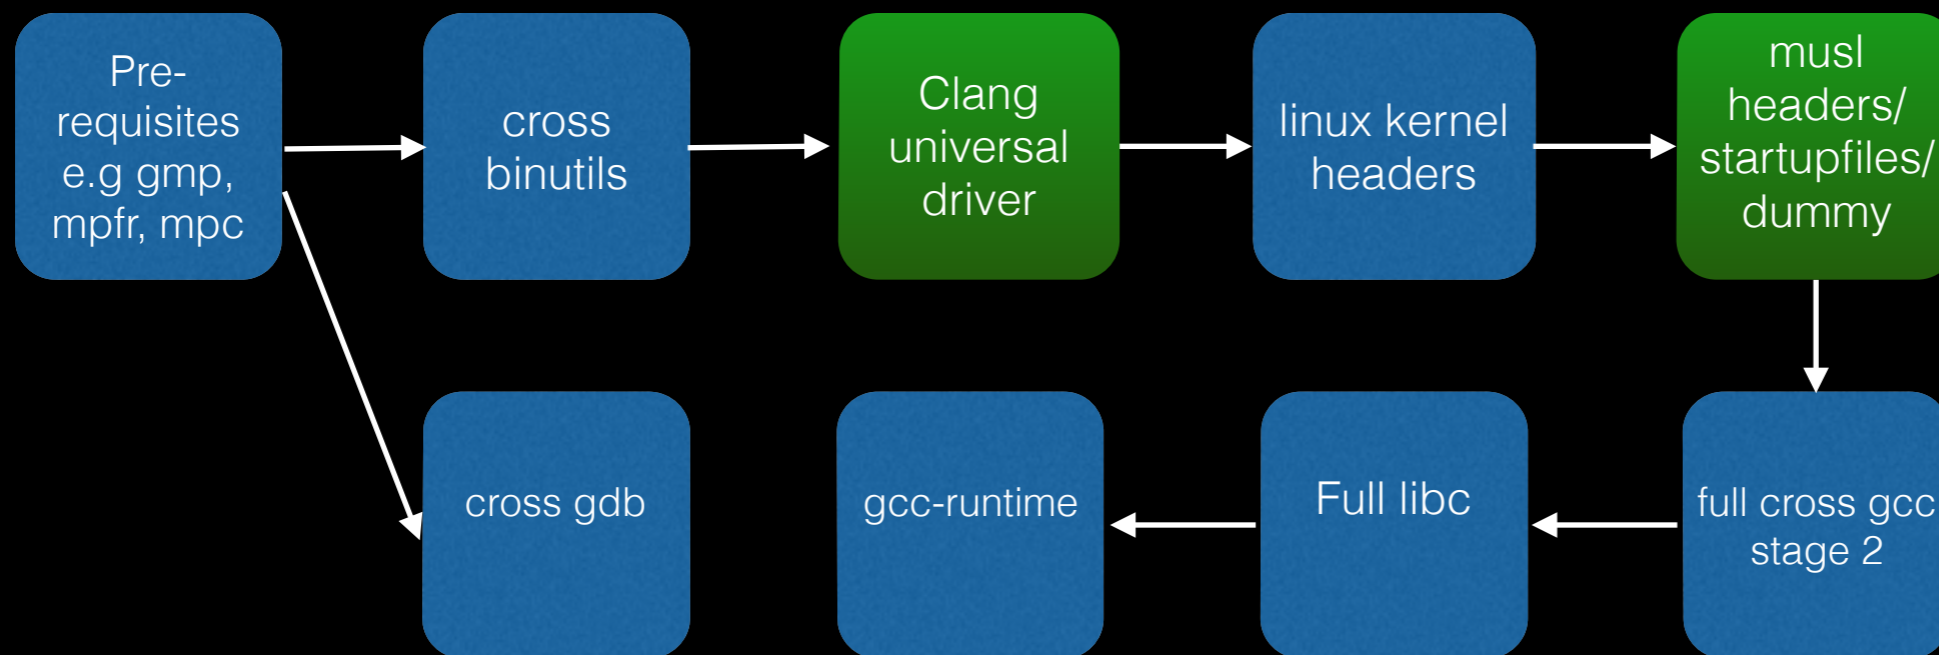 Pre-
requisites
e.g gmp,
mpfr, mpc
cross
binutils
Clang
universal
driver
linux kernel
headers
musl
headers/
startupfiles/
dummy
cross gdb
gcc-runtime
Full libc
full cross gcc
stage 2